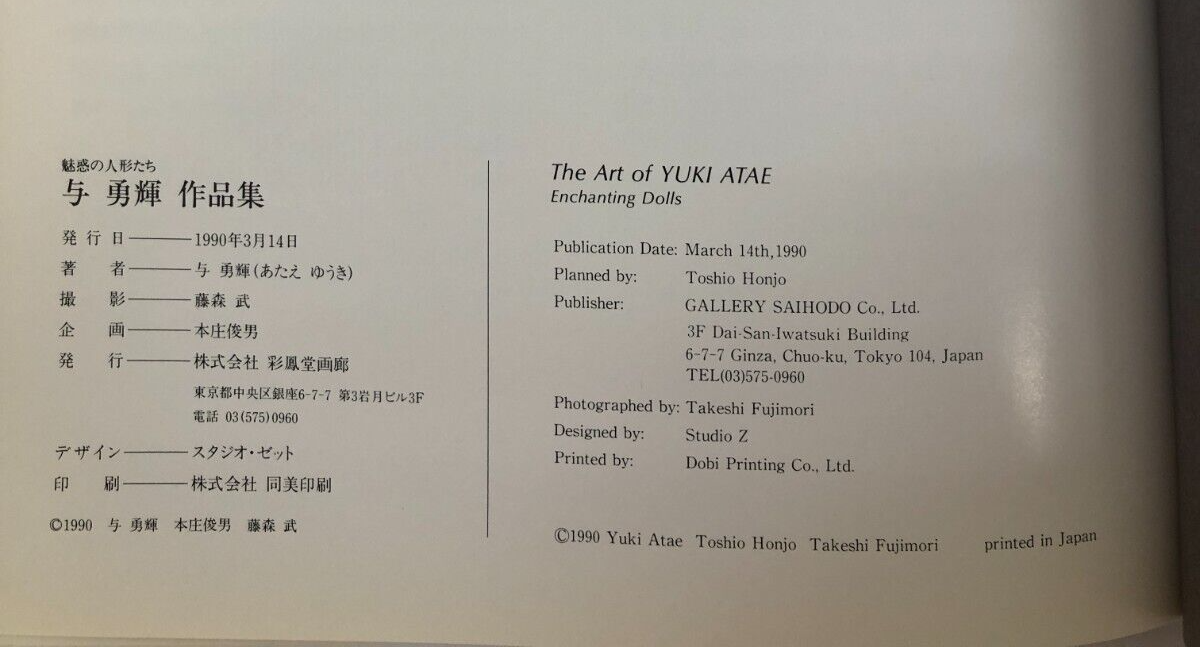 魅惑の人形たち
与 勇輝 作品集
発行日————1990年3月14日
著　者————与 勇輝(あたえ ゆうき)
撮　影————藤森 武
企　画————本庄俊男
発　行————株式会社 彩鳳堂画廊
東京都中央区銀座6-7-7 第3岩月ビル3F
電話 03(575)0960
デザイン————スタジオ・ゼット
印　刷————株式会社 同美印刷
©1990 与 勇輝 本庄俊男 藤森 武
The Art of YUKI ATAE
Enchanting Dolls
Publication Date: March 14th,1990
Planned by: Toshio Honjo
Publisher: GALLERY SAIHODO Co., Ltd.
3F Dai-San-Iwatsuki Building
6-7-7 Ginza, Chuo-ku, Tokyo 104, Japan
TEL(03)575-0960
Photographed by: Takeshi Fujimori
Designed by: Studio Z
Printed by: Dobi Printing Co., Ltd.
©1990 Yuki Atae Toshio Honjo Takeshi Fujimori printed in Japan